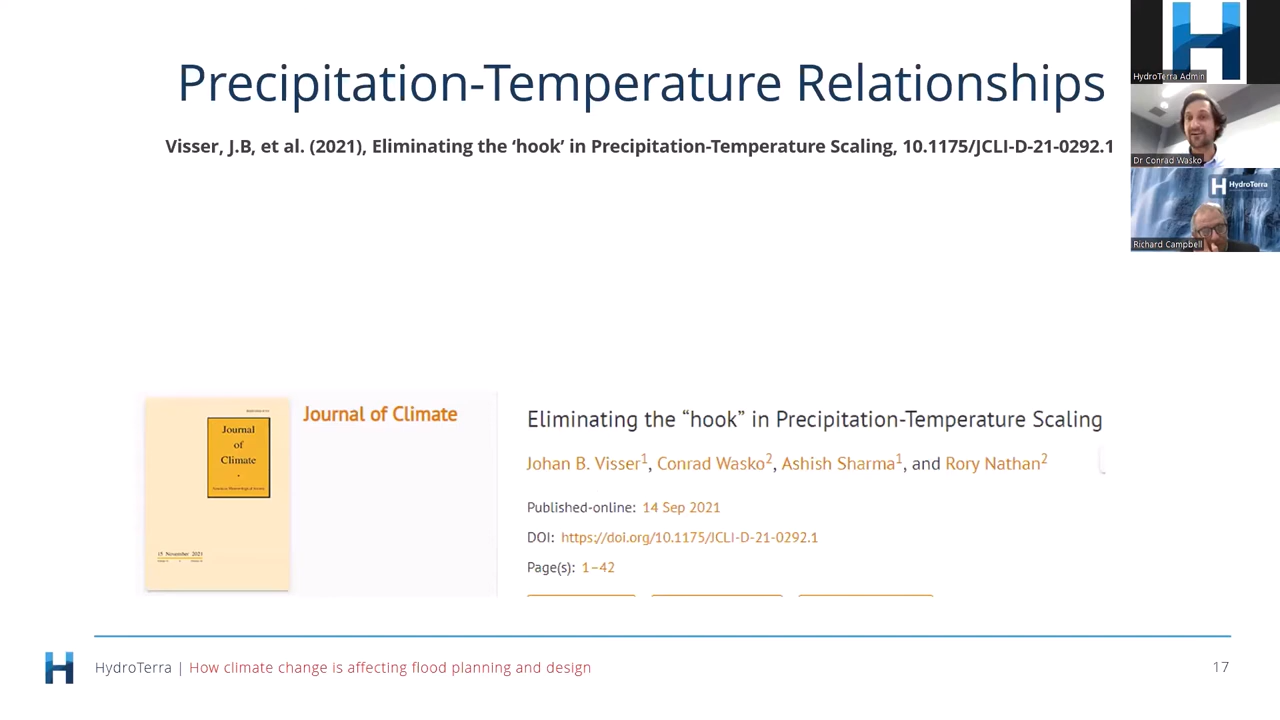 Precipitation-Temperature Relationships
Visser, J.B, et al. (2021), Eliminating the ‘hook’ in Precipitation-Temperature Scaling, 10.1175/JCLI-D-21-0292.1
HydroTerra Admin
Dr Conrad Wasko
HydroTerra
Richard Campbell
Journal
of
Climate
15 November 2021
Journal of Climate
Eliminating the “hook” in Precipitation-Temperature Scaling
Johan B. Visser1, Conrad Wasko2, Ashish Sharma1, and Rory Nathan2
Published-online: 14 Sep 2021
DOI: https://doi.org/10.1175/JCLI-D-21-0292.1
Page(s): 1–42
HydroTerra | How climate change is affecting flood planning and design
17